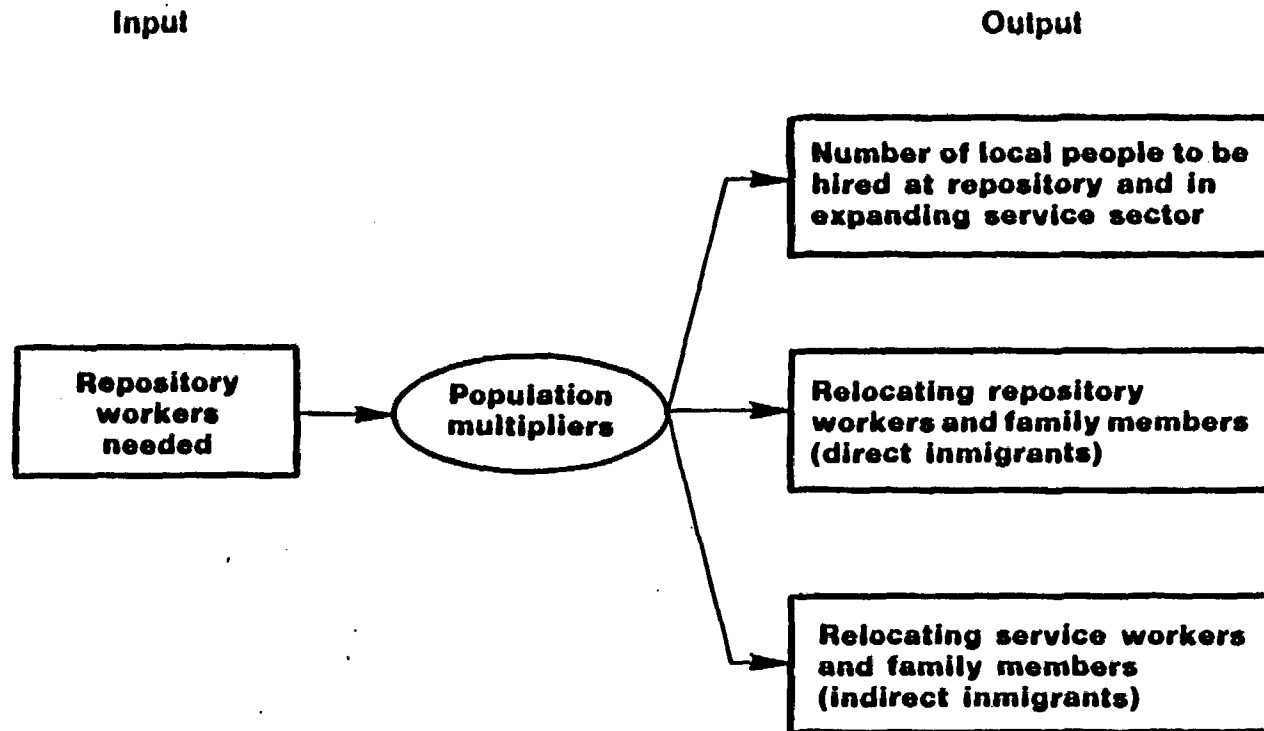 Input
Output
Number of local people to be
hired at repository and in
expanding service sector
Repository
workers
needed
Population
multipliers
Relocating repository
workers and family members
(direct inmigrants)
Relocating service workers
and family members
(indirect inmigrants)